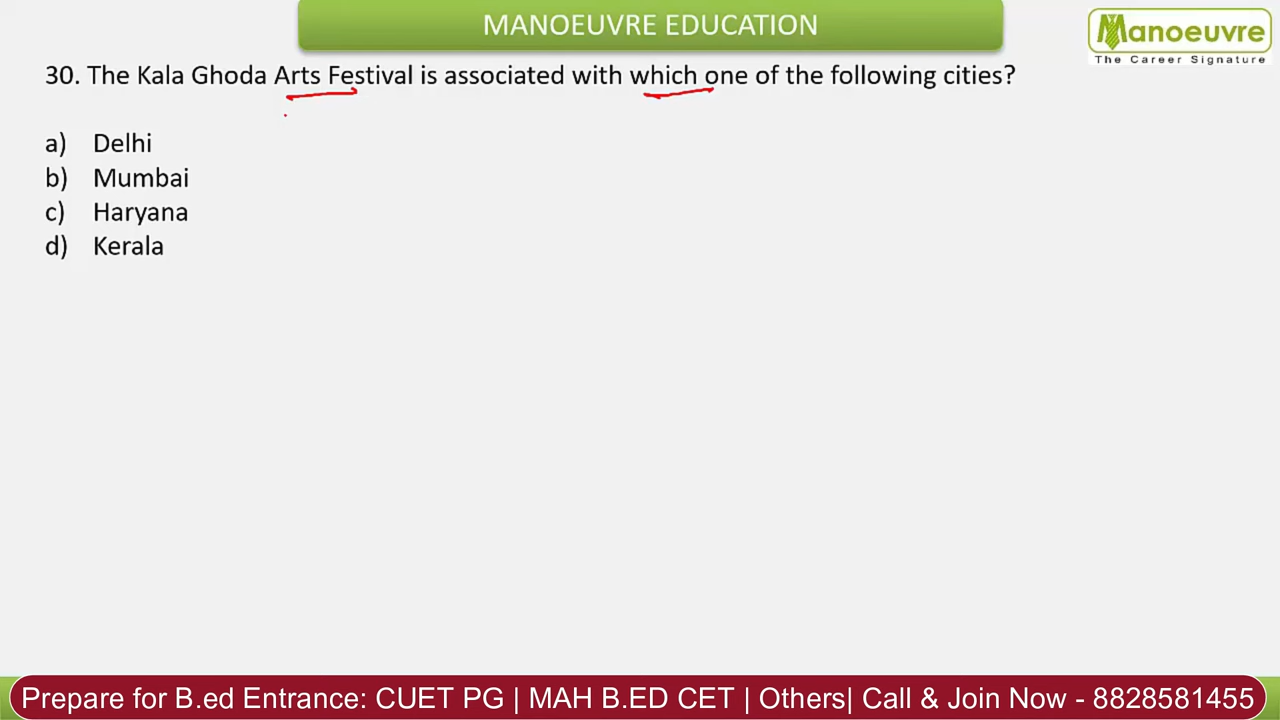 MANOEUVRE EDUCATION
Manoeuvre
The Career Signature
30. The Kala Ghoda Arts Festival is associated with which one of the following cities?
a) Delhi
b) Mumbai
c) Haryana
d) Kerala
Prepare for B.ed Entrance: CUET PG | MAH B.ED CET | Others| Call & Join Now - 8828581455